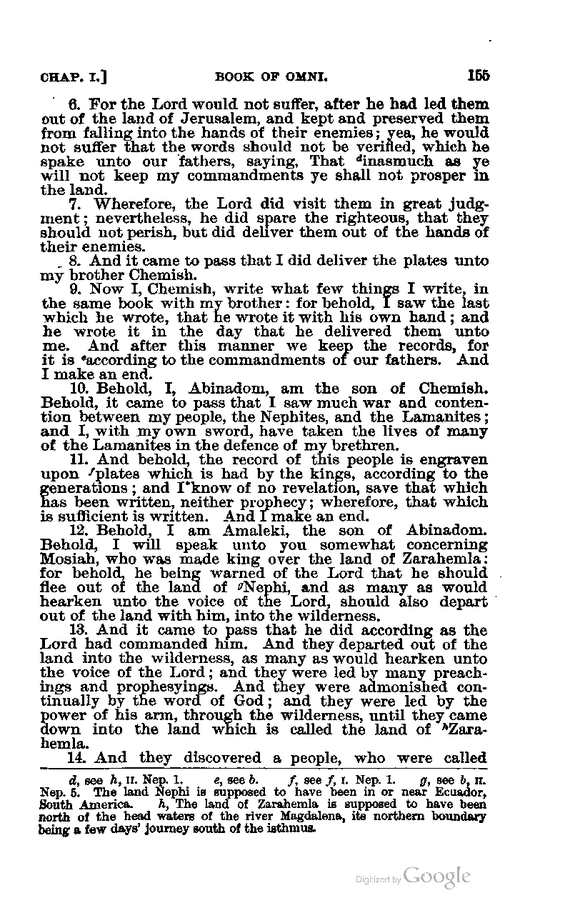 CHAP. I.] BOOK OF OMNI. 155
6. For the Lord would not suffer, after he had led them
out of the land of Jerusalem, and kept and preserved them
from falling into the hands of their enemies; yea, he would
not suffer that the words should not be verified, which he
spake unto our fathers, saying, That dinasmuch as ye
will not keep my commandments ye shall not prosper in
the land.
7. Wherefore, the Lord did visit them in great judg-
ment; nevertheless, he did spare the righteous, that they
should not perish, but did deliver them out of the hands of
their enemies.
8. And it came to pass that I did deliver the plates unto
my brother Chemish.
9. Now I, Chemish, write what few things I write, in
the same book with my brother: for behold, I saw the last
which he wrote, that he wrote it with his own hand; and
he wrote it in the day that he delivered them unto
me. And after this manner we keep the records, for
it is eaccording to the commandments of our fathers. And
I make an end.
10. Behold, I, Abinadom, am the son of Chemish.
Behold, it came to pass that I saw much war and conten-
tion between my people, the Nephites, and the Lamanites;
and I, with my own sword, have taken the lives of many
of the Lamanites in the defence of my brethren.
11. And behold, the record of this people is engraven
upon fplates which is had by the kings, according to the
generations; and I know of no revelation, save that which
has been written, neither prophecy; wherefore, that which
is sufficient is written. And I make an end.
12. Behold, I am Amaleki, the son of Abinadom.
Behold, I will speak unto you somewhat concerning
Mosiah, who was made king over the land of Zarahemla:
for behold, he being warned of the Lord that he should
flee out of the land of gNephi, and as many as would
hearken unto the voice of the Lord, should also depart
out of the land with him, into the wilderness.
13. And it came to pass that he did according as the
Lord had commanded him. And they departed out of the
land into the wilderness, as many as would hearken unto
the voice of the Lord; and they were led by many preach-
ings and prophesyings. And they were admonished con-
tinually by the word of God; and they were led by the
power of his arm, through the wilderness, until they came
down into the land which is called the land of hZara-
hemla.
14. And they discovered a people, who were called
d, see h, II. Nep. 1. e, see b. f, see f, I. Nep. 1. g, see b, II.
Nep. 5. The land Nephi is supposed to have been in or near Ecuador,
South America. h, The land of Zarahemla is supposed to have been
north of the head waters of the river Magdalena, its northern boundary
being a few days' journey south of the isthmus.
Digitized by Google